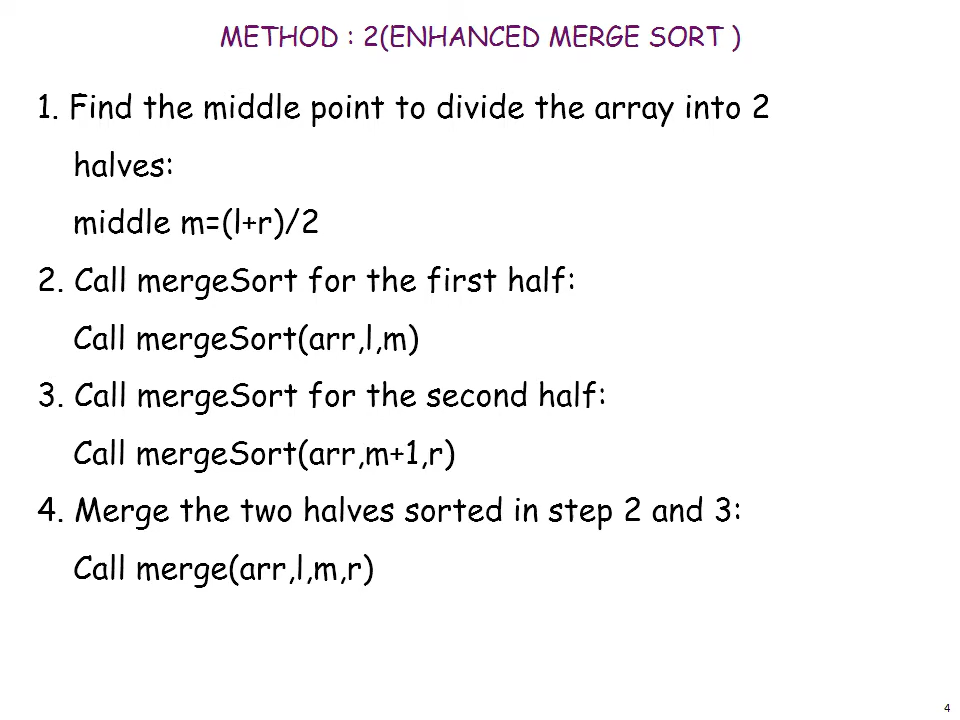 METHOD : 2(ENHANCED MERGE SORT )
1. Find the middle point to divide the array into 2
halves:
middle m=(l+r)/2
2. Call mergeSort for the first half:
Call mergeSort(arr,l,m)
3. Call mergeSort for the second half:
Call mergeSort(arr,m+1,r)
4. Merge the two halves sorted in step 2 and 3:
Call merge(arr,l,m,r)
4